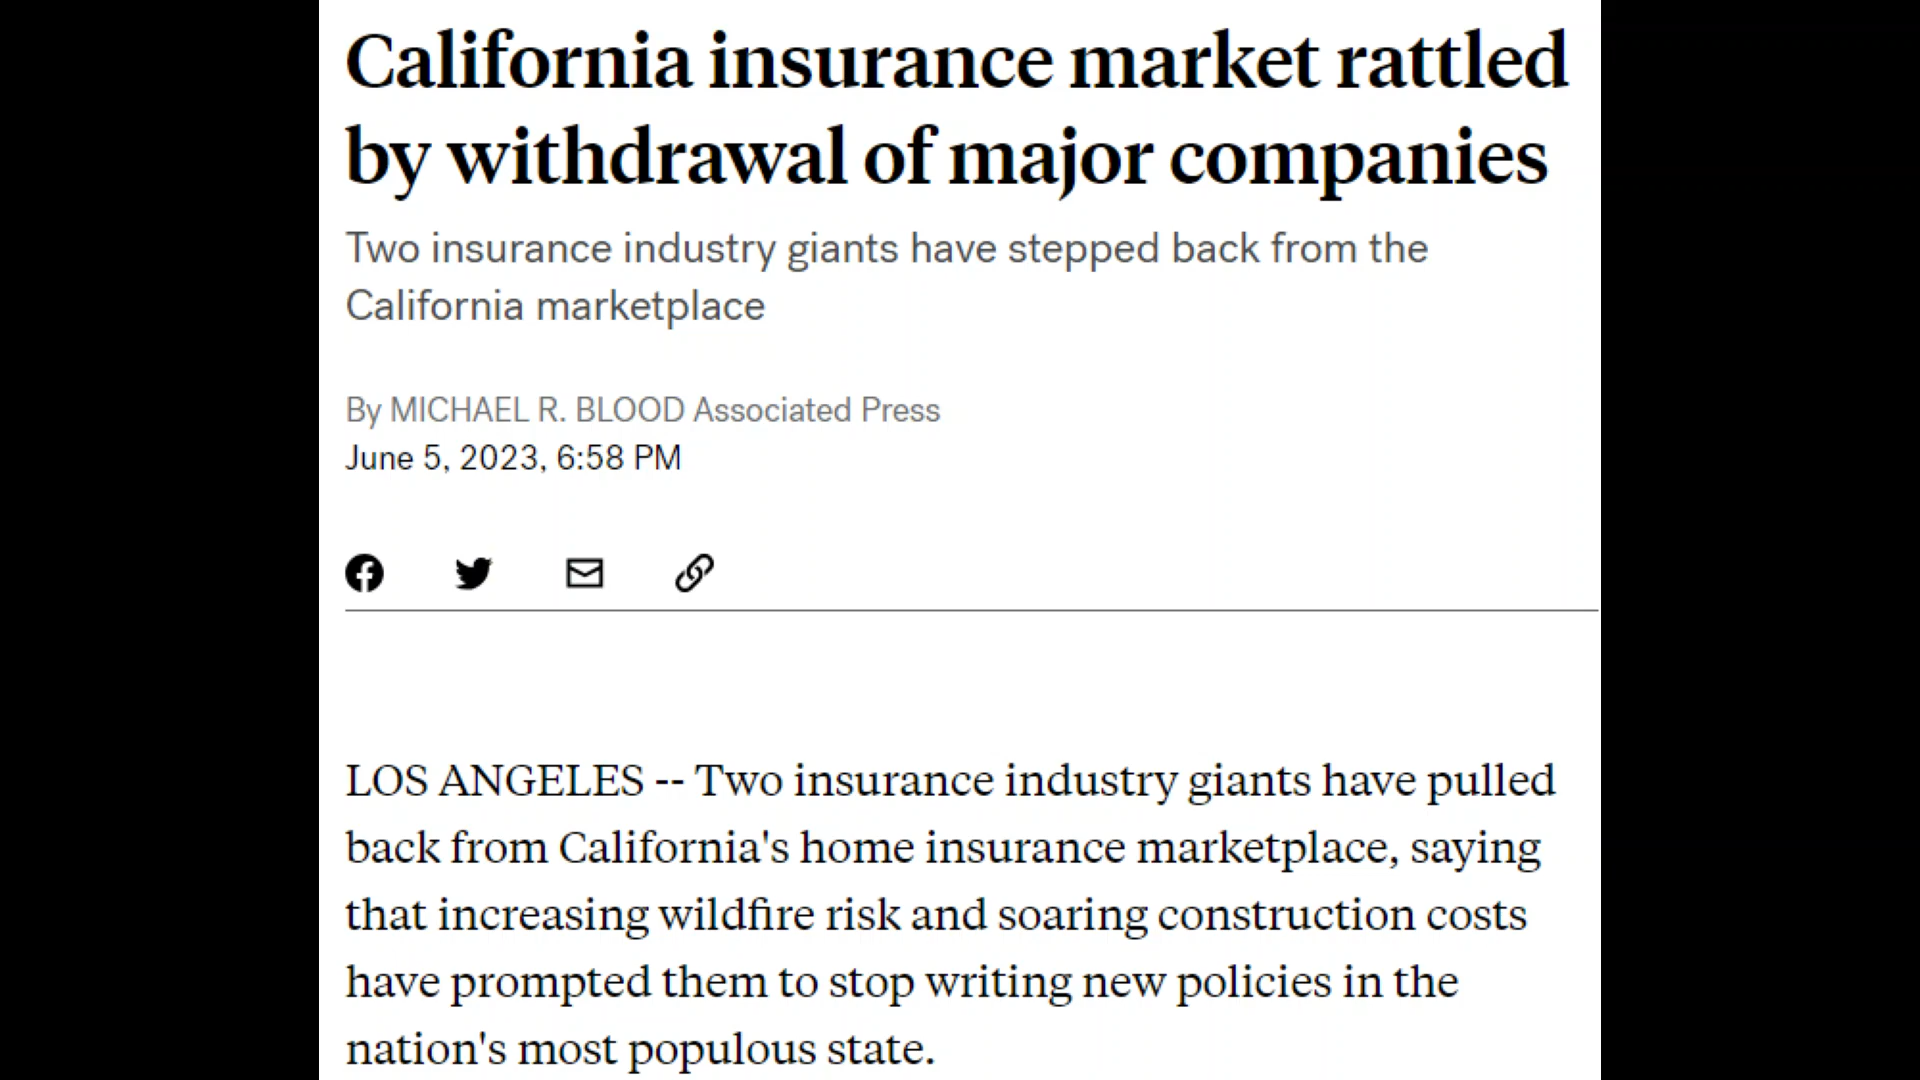 California insurance market rattled
by withdrawal of major companies
Two insurance industry giants have stepped back from the
California marketplace
By MICHAEL R. BLOOD Associated Press
June 5, 2023, 6:58 PM
LOS ANGELES -- Two insurance industry giants have pulled
back from California's home insurance marketplace, saying
that increasing wildfire risk and soaring construction costs
have prompted them to stop writing new policies in the
nation's most populous state.